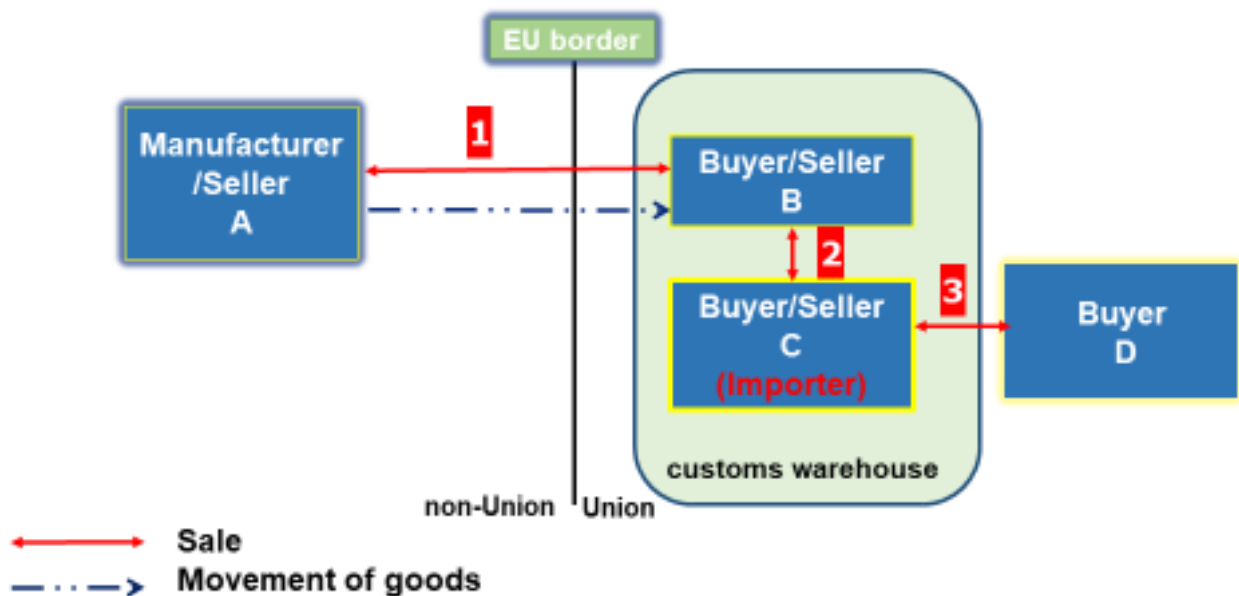 EU border
Manufacturer
/Seller
A
1
Buyer/Seller
B
2
Buyer/Seller
C
(Importer)
3
Buyer
D
customs warehouse
non-Union
Union
Sale
Movement of goods